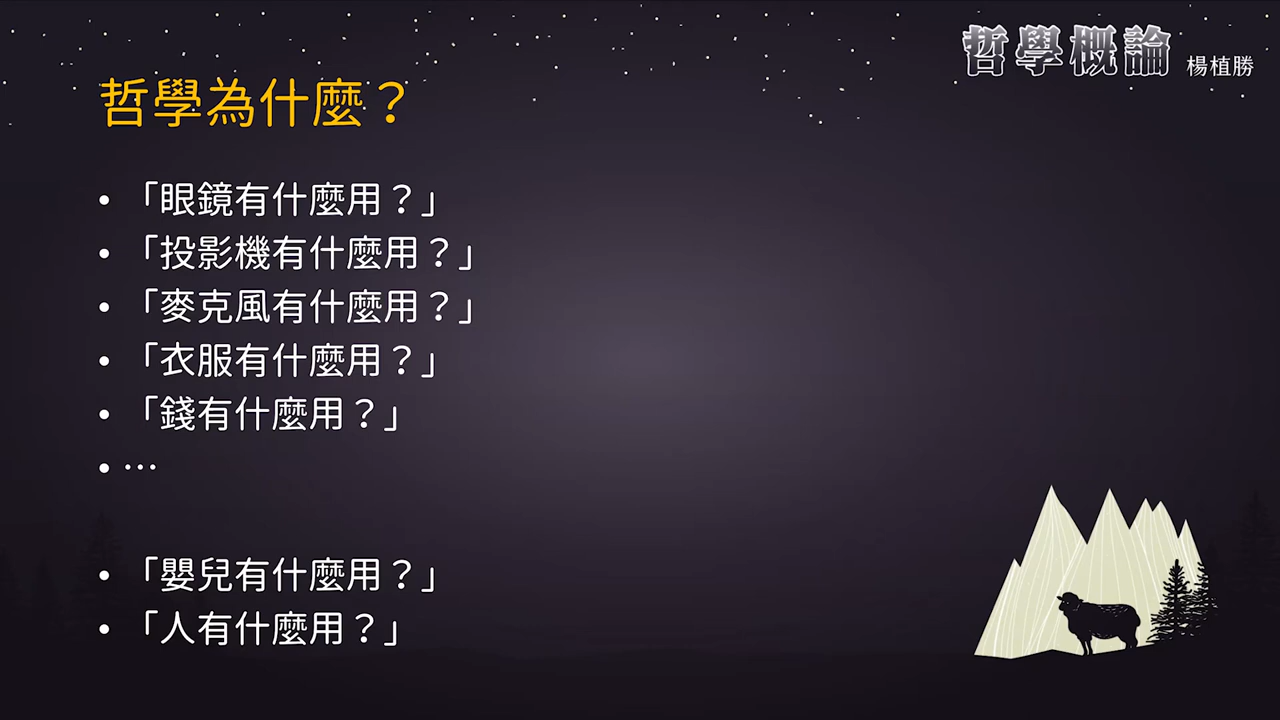 哲學概論 楊植勝
哲學為什麼？
• 「眼鏡有什麼用？」
• 「投影機有什麼用？」
• 「麥克風有什麼用？」
• 「衣服有什麼用？」
• 「錢有什麼用？」
• …
• 「嬰兒有什麼用？」
• 「人有什麼用？」